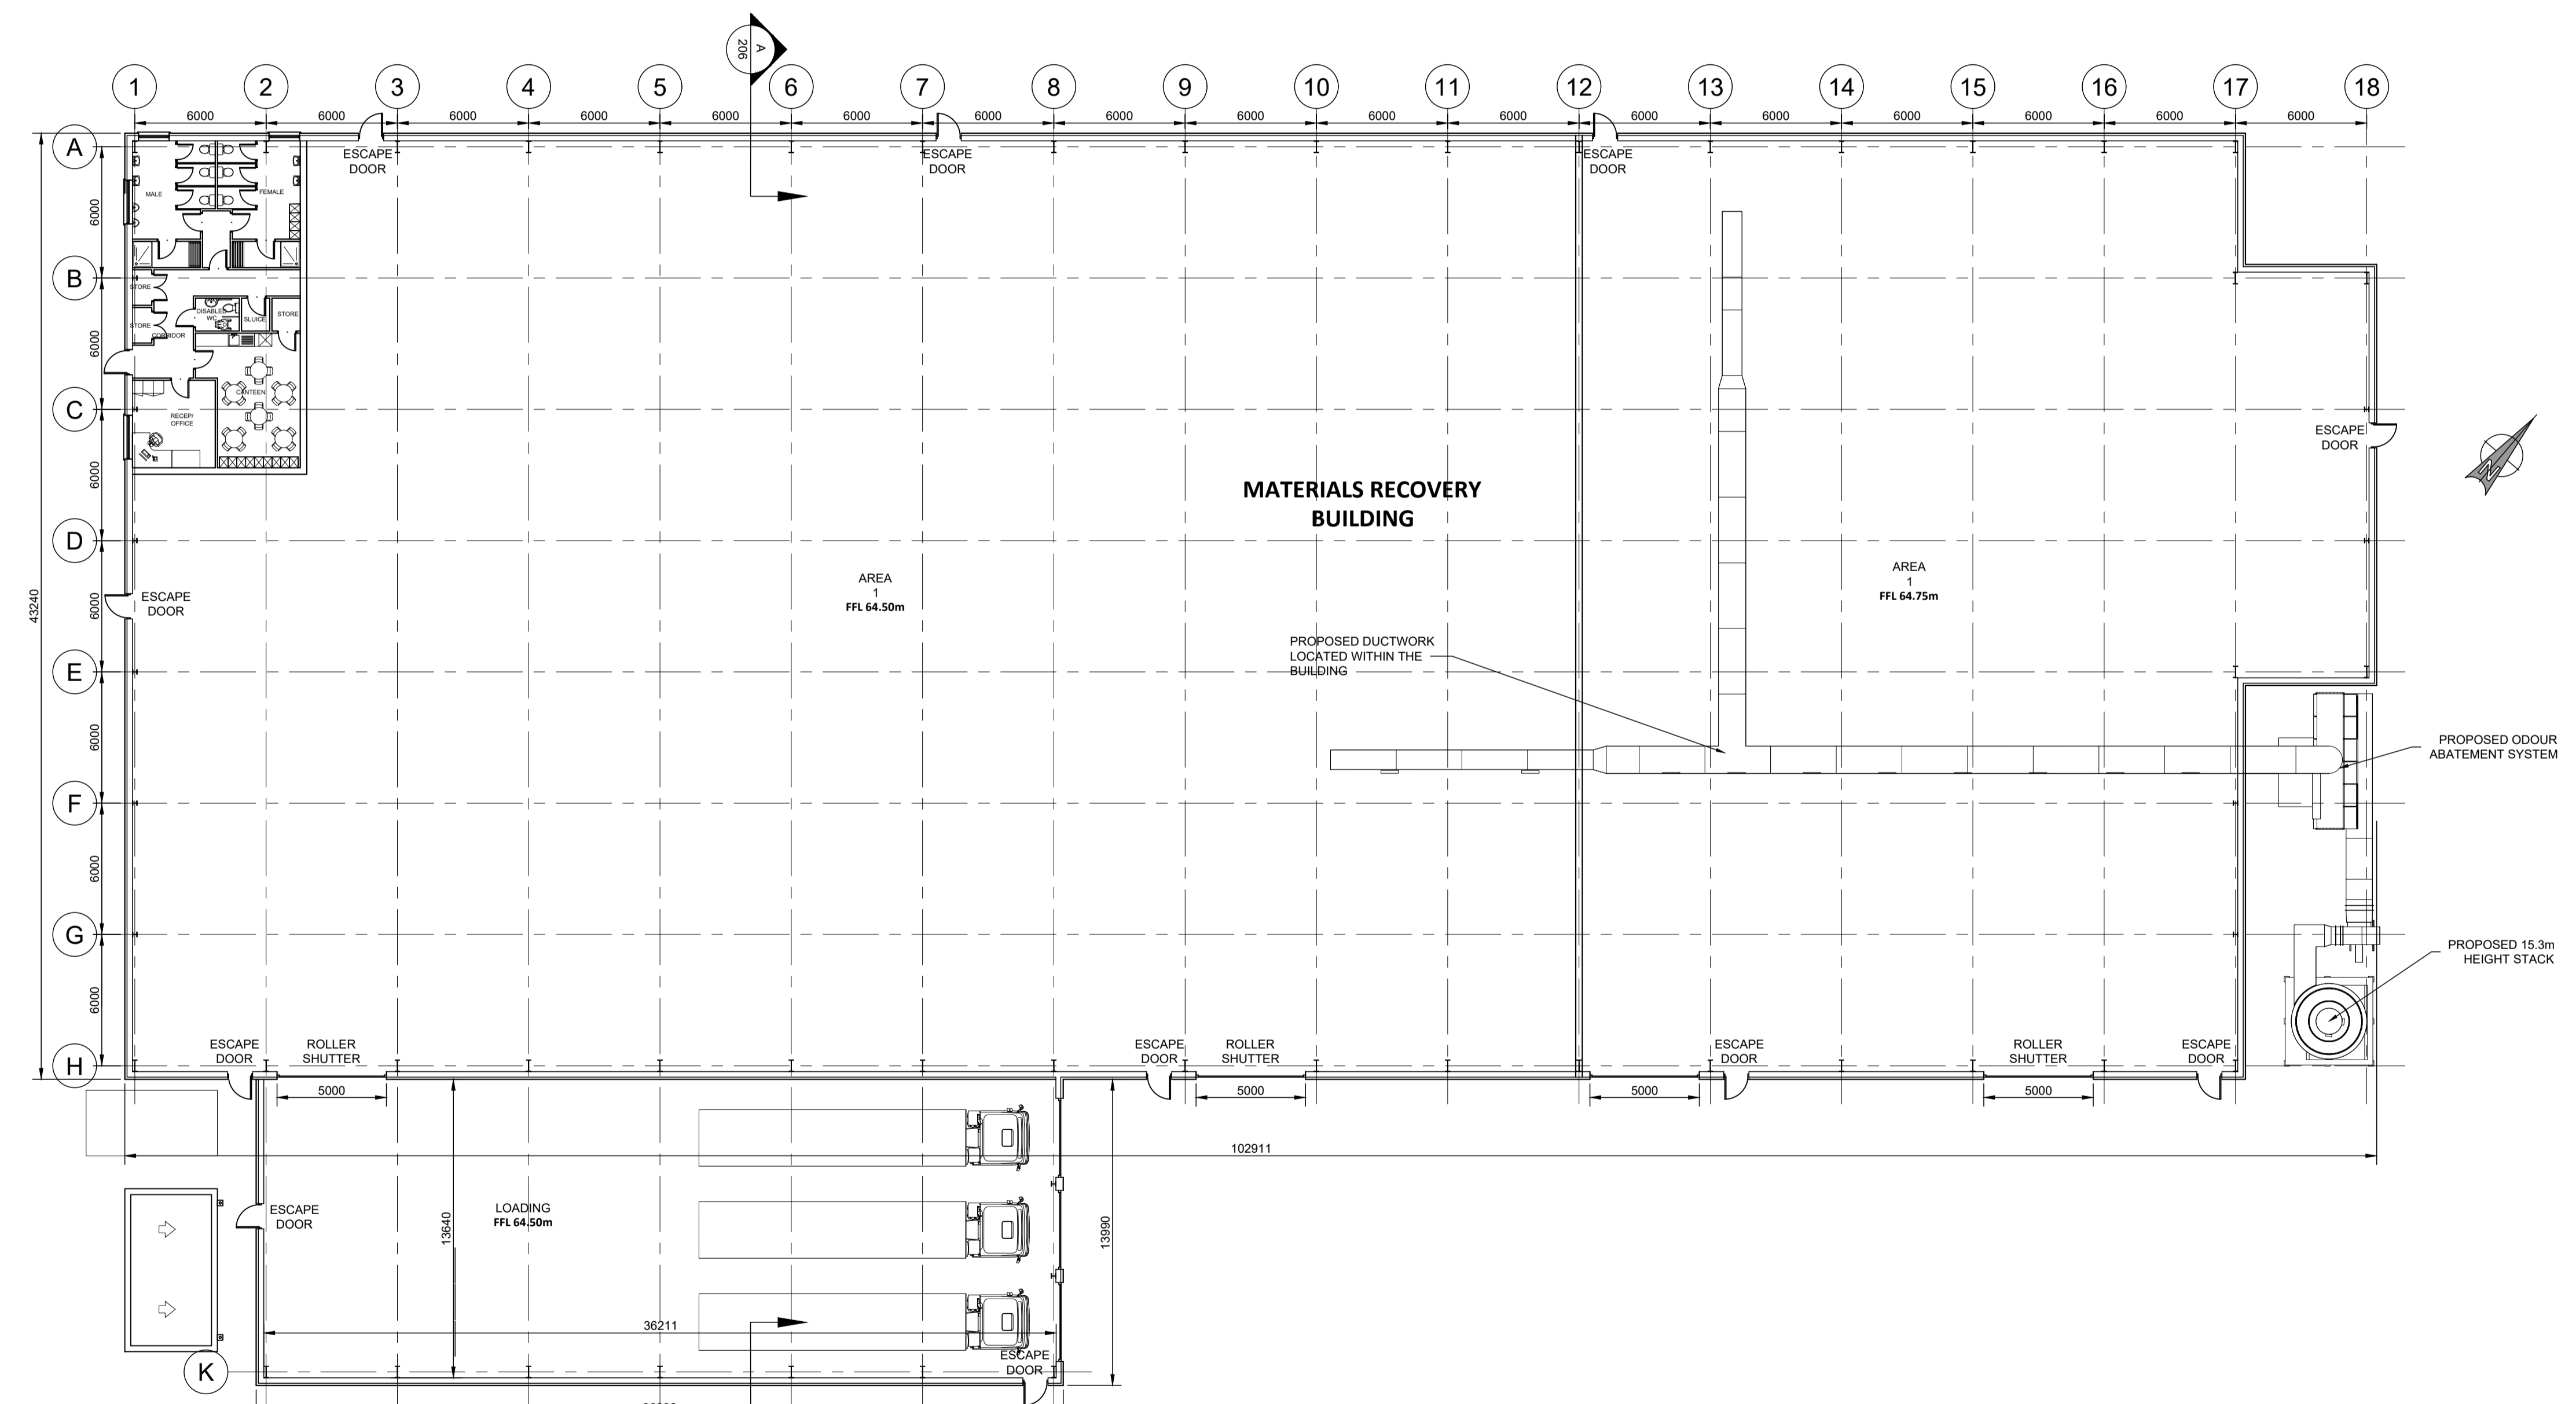 A
206
1 2 3 4 5 6 7 8 9 10 11 12 13 14 15 16 17 18
6000 6000 6000 6000 6000 6000 6000 6000 6000 6000 6000 6000 6000 6000 6000 6000 6000
A
ESCAPE
DOOR
ESCAPE
DOOR
ESCAPE
DOOR
MALE
FEMALE
6000
B
STORE
STORE
DISABLED
WC
SLUICE
STORE
CORRIDOR
6000
CANTEEN
C
RECEP/
OFFICE
ESCAPE
DOOR
N
6000
MATERIALS RECOVERY
BUILDING
D
AREA
1
FFL 64.50m
AREA
1
FFL 64.75m
ESCAPE
DOOR
43240
6000
PROPOSED DUCTWORK
LOCATED WITHIN THE
BUILDING
E
6000
PROPOSED ODOUR
ABATEMENT SYSTEM
F
6000
G
PROPOSED 15.3m
HEIGHT STACK
6000
H
ESCAPE
DOOR
ROLLER
SHUTTER
ESCAPE
DOOR
ROLLER
SHUTTER
ESCAPE
DOOR
ROLLER
SHUTTER
ESCAPE
DOOR
5000 5000 5000 5000
102911
ESCAPE
DOOR
LOADING
FFL 64.50m
13640
13990
36211
ESCAPE
DOOR
K